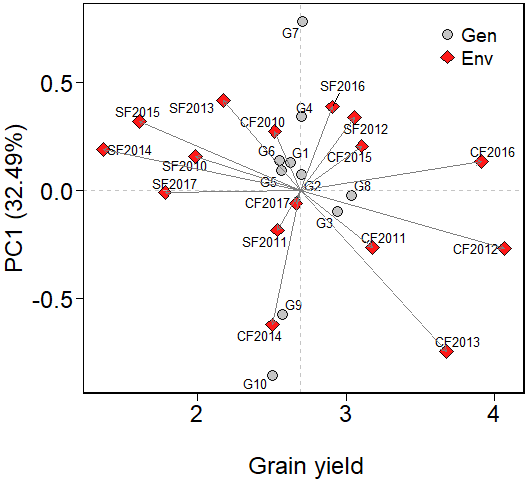 G7
Gen
Env
SF2016
0.5
SF2015
SF2013
G4
CF2010
SF2012
G6
G1
CF2015
CF2016
SF2014
SF2010
G5
G2
SF2017
G8
0.0
CF2017
G3
SF2011
CF2011
CF2012
-0.5
G9
CF2014
CF2013
G10
PC1 (32.49%)
2
3
4
Grain yield